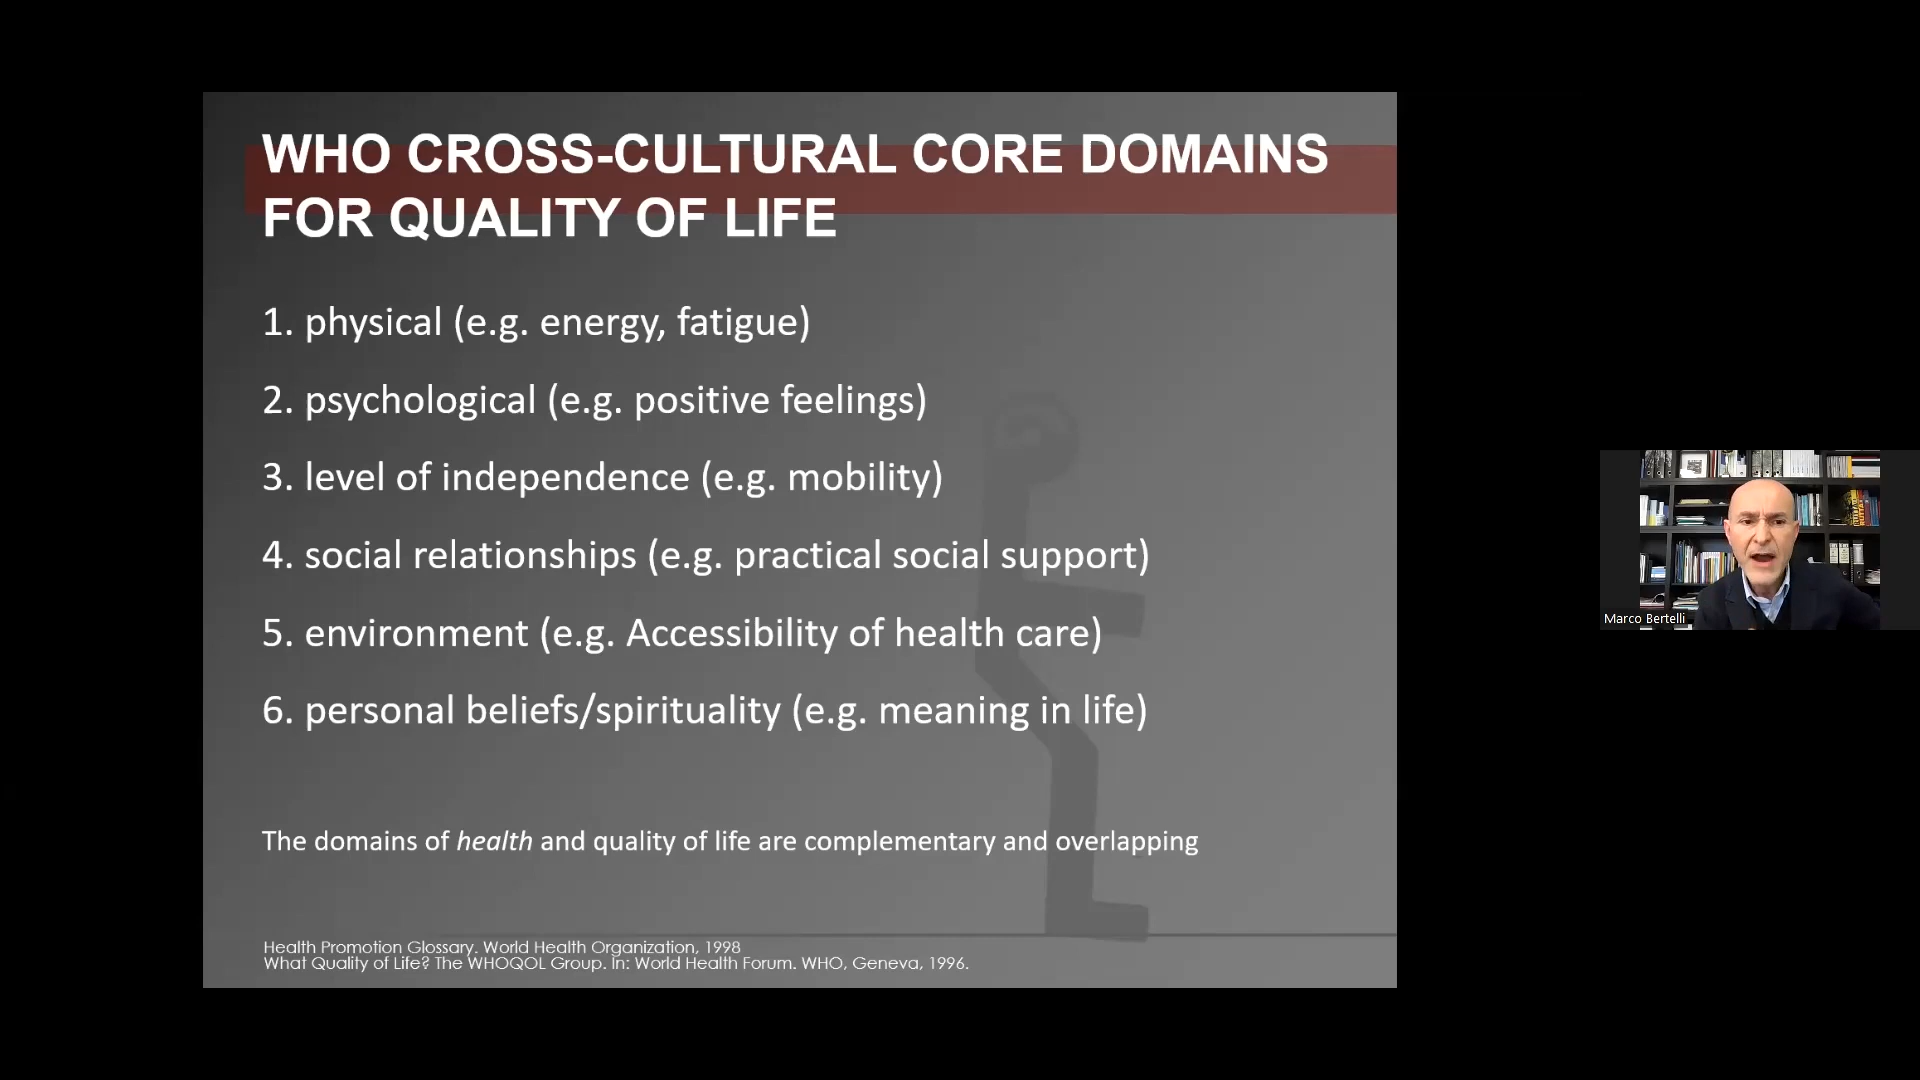 WHO CROSS-CULTURAL CORE DOMAINS
FOR QUALITY OF LIFE
1. physical (e.g. energy, fatigue)
2. psychological (e.g. positive feelings)
3. level of independence (e.g. mobility)
4. social relationships (e.g. practical social support)
5. environment (e.g. Accessibility of health care)
6. personal beliefs/spirituality (e.g. meaning in life)
The domains of health and quality of life are complementary and overlapping
Health Promotion Glossary. World Health Organization, 1998
What Quality of Life? The WHOQOL Group. In: World Health Forum. WHO, Geneva, 1996.
Marco Bertelli